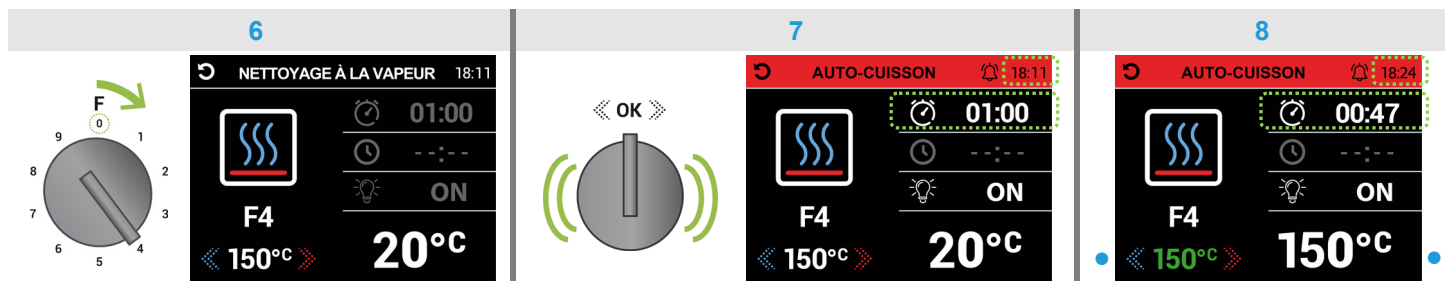 6
7
8
F
0
1
2
3
4
5
6
7
8
9
NETTOYAGE À LA VAPEUR 18:11
01:00
--:--
ON
F4
150°C
20°C
OK
AUTO-CUISSON 18:11
01:00
--:--
ON
F4
150°C
20°C
AUTO-CUISSON 18:24
00:47
--:--
ON
F4
150°C
150°C